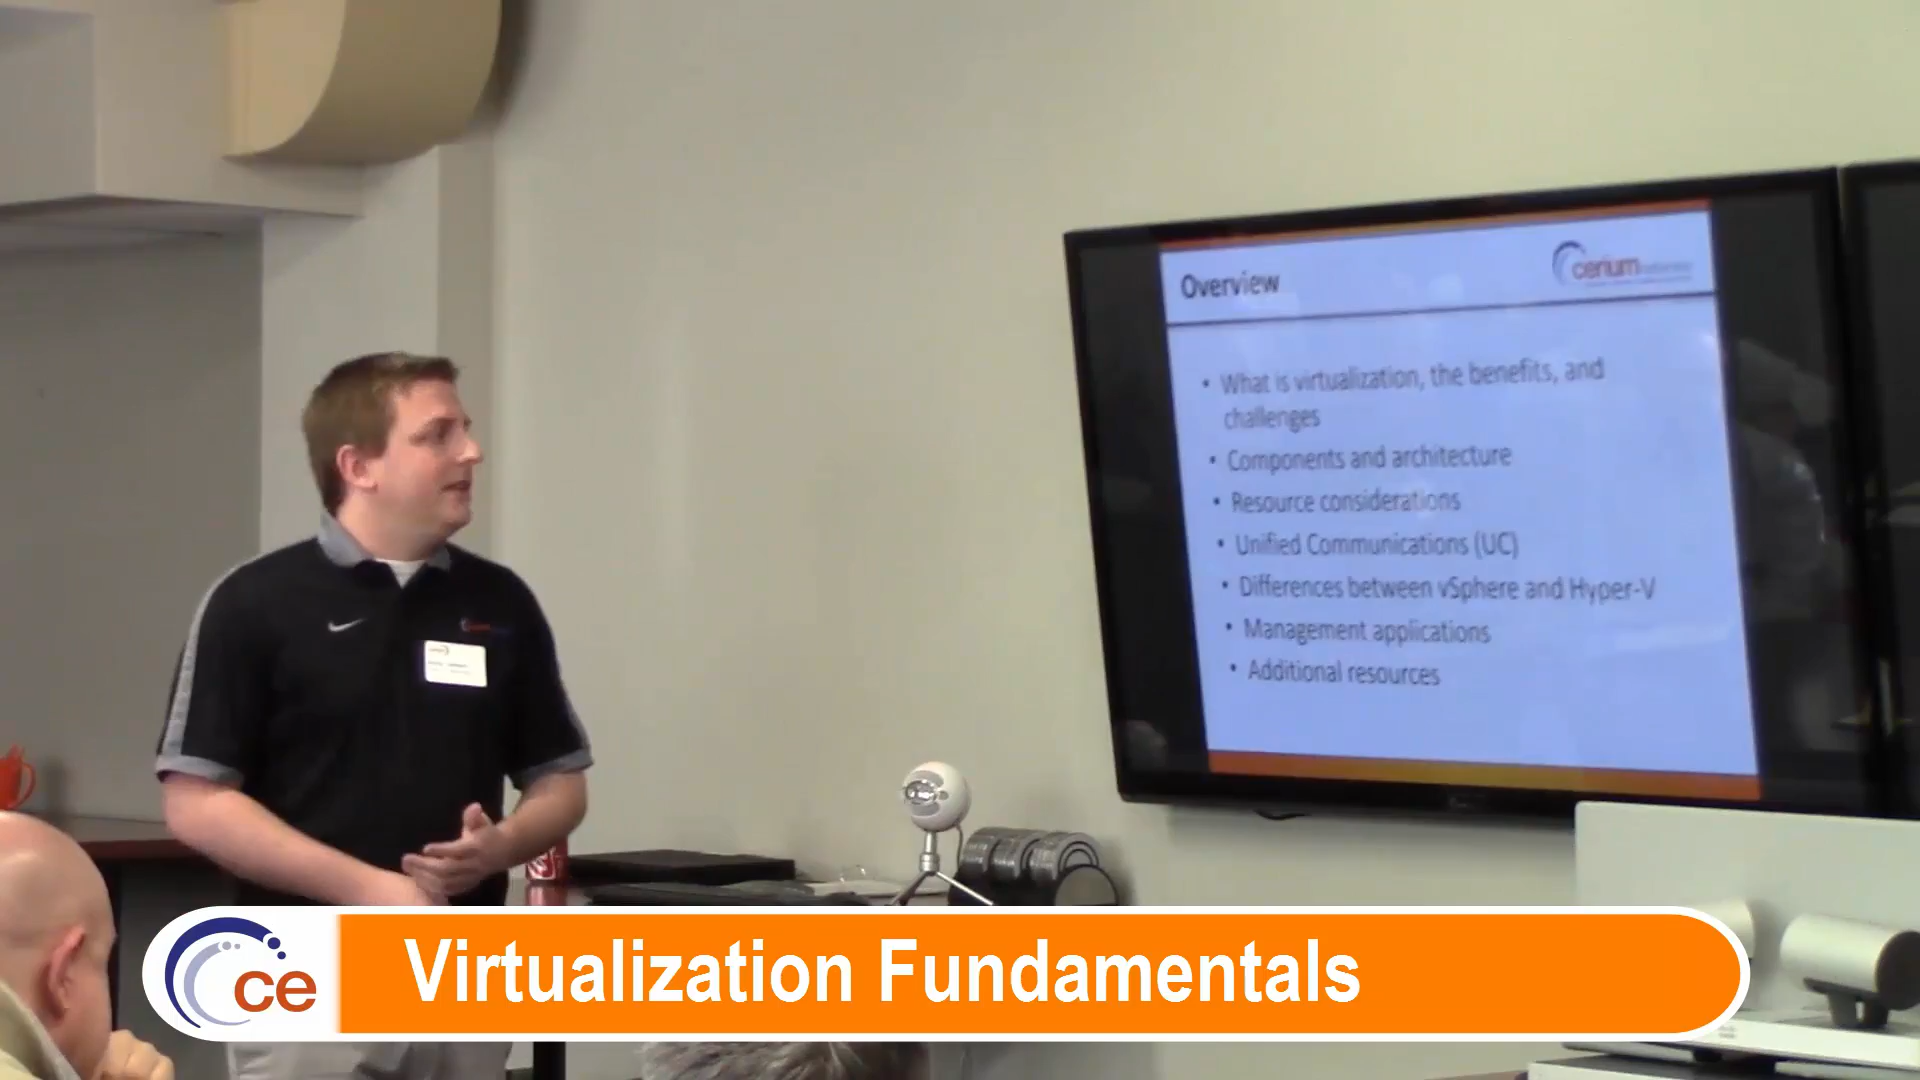 Overview
cerium
• What is virtualization, the benefits, and
challenges
• Components and architecture
• Resource considerations
• Unified Communications (UC)
• Differences between vSphere and Hyper-V
• Management applications
• Additional resources
ce
Virtualization Fundamentals